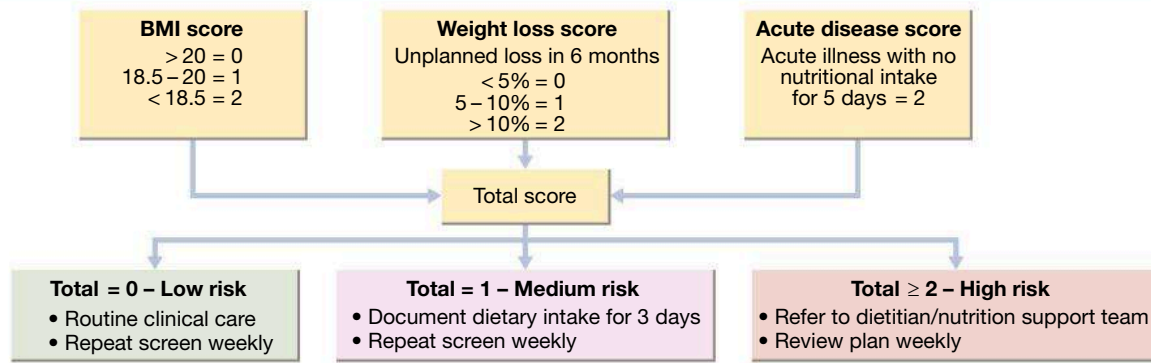 BMI score
> 20 = 0
18.5 – 20 = 1
< 18.5 = 2
Weight loss score
Unplanned loss in 6 months
< 5% = 0
5 – 10% = 1
> 10% = 2
Acute disease score
Acute illness with no
nutritional intake
for 5 days = 2
Total score
Total = 0 – Low risk
• Routine clinical care
• Repeat screen weekly
Total = 1 – Medium risk
• Document dietary intake for 3 days
• Repeat screen weekly
Total ≥ 2 – High risk
• Refer to dietitian/nutrition support team
• Review plan weekly